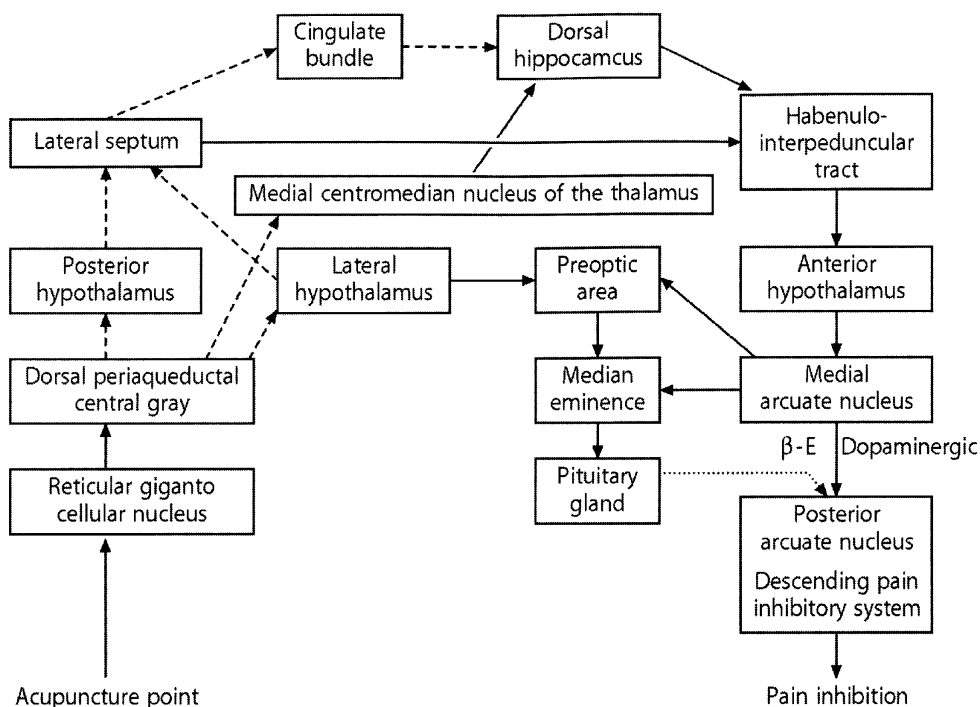 Cingulate
bundle
Dorsal
hippocamcus
Lateral septum
Habenulo-
interpeduncular
tract
Medial centromedian nucleus of the thalamus
Posterior
hypothalamus
Lateral
hypothalamus
Preoptic
area
Anterior
hypothalamus
Dorsal periaqueductal
central gray
Median
eminence
Medial
arcuate nucleus
β-E Dopaminergic
Reticular giganto
cellular nucleus
Pituitary
gland
Posterior
arcuate nucleus
Descending pain
inhibitory system
Acupuncture point
Pain inhibition